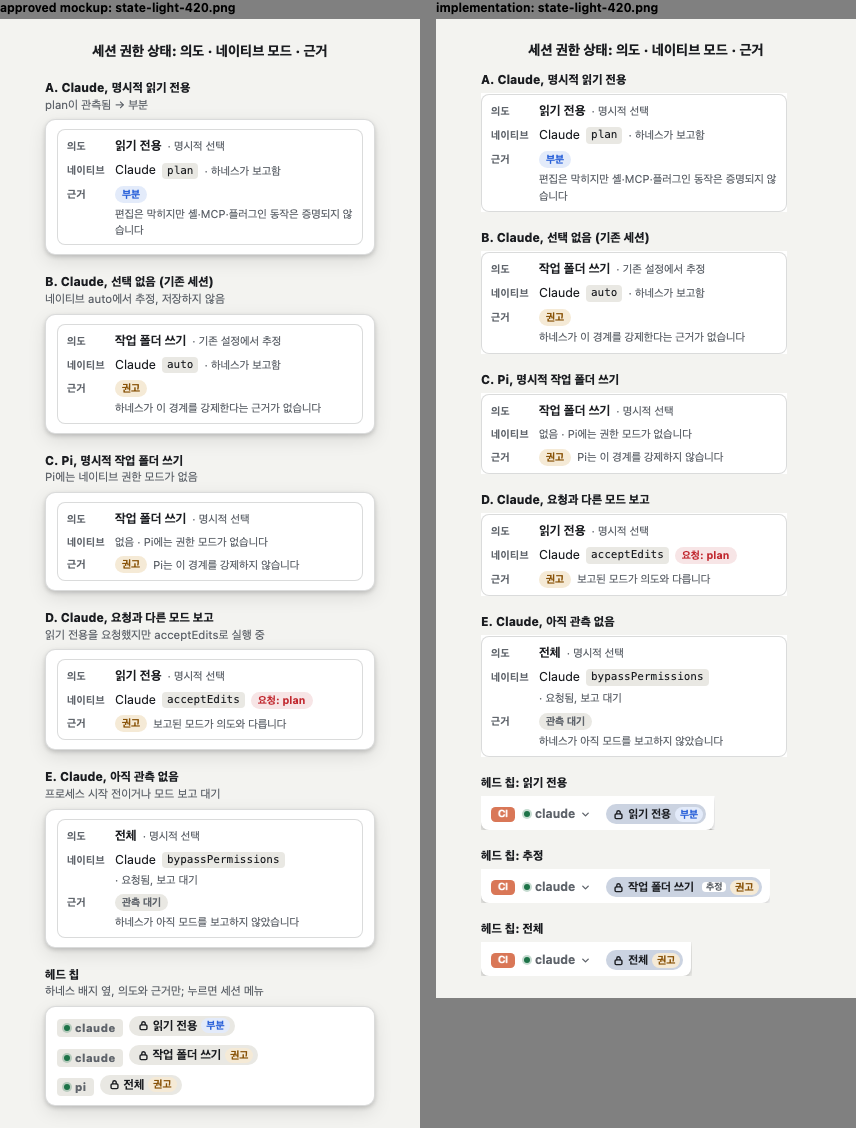 approved mockup: state-light-420.png
세션 권한 상태: 의도 · 네이티브 모드 · 근거
A. Claude, 명시적 읽기 전용
plan이 관측됨 → 부분
의도 읽기 전용 · 명시적 선택
네이티브 Claude plan · 하네스가 보고함
근거 부분
편집은 막히지만 셸·MCP·플러그인 동작은 증명되지 않
습니다
B. Claude, 선택 없음 (기존 세션)
네이티브 auto에서 추정, 저장하지 않음
의도 작업 폴더 쓰기 · 기존 설정에서 추정
네이티브 Claude auto · 하네스가 보고함
근거 권고
하네스가 이 경계를 강제한다는 근거가 없습니다
C. Pi, 명시적 작업 폴더 쓰기
Pi에는 네이티브 권한 모드가 없음
의도 작업 폴더 쓰기 · 명시적 선택
네이티브 없음 · Pi에는 권한 모드가 없습니다
근거 권고 Pi는 이 경계를 강제하지 않습니다
D. Claude, 요청과 다른 모드 보고
읽기 전용을 요청했지만 acceptEdits로 실행 중
의도 읽기 전용 · 명시적 선택
네이티브 Claude acceptEdits 요청: plan
근거 권고 보고된 모드가 의도와 다릅니다
E. Claude, 아직 관측 없음
프로세스 시작 전이거나 모드 보고 대기
의도 전체 · 명시적 선택
네이티브 Claude bypassPermissions
· 요청됨, 보고 대기
근거 관측 대기
하네스가 아직 모드를 보고하지 않았습니다
헤드 칩
하네스 배지 옆, 의도와 근거만; 누르면 세션 메뉴
claude 읽기 전용 부분
claude 작업 폴더 쓰기 권고
pi 전체 권고
implementation: state-light-420.png
세션 권한 상태: 의도 · 네이티브 모드 · 근거
A. Claude, 명시적 읽기 전용
의도 읽기 전용 · 명시적 선택
네이티브 Claude plan · 하네스가 보고함
근거 부분
편집은 막히지만 셸·MCP·플러그인 동작은 증명되지 않
습니다
B. Claude, 선택 없음 (기존 세션)
의도 작업 폴더 쓰기 · 기존 설정에서 추정
네이티브 Claude auto · 하네스가 보고함
근거 권고
하네스가 이 경계를 강제한다는 근거가 없습니다
C. Pi, 명시적 작업 폴더 쓰기
의도 작업 폴더 쓰기 · 명시적 선택
네이티브 없음 · Pi에는 권한 모드가 없습니다
근거 권고 Pi는 이 경계를 강제하지 않습니다
D. Claude, 요청과 다른 모드 보고
의도 읽기 전용 · 명시적 선택
네이티브 Claude acceptEdits 요청: plan
근거 권고 보고된 모드가 의도와 다릅니다
E. Claude, 아직 관측 없음
의도 전체 · 명시적 선택
네이티브 Claude bypassPermissions
· 요청됨, 보고 대기
근거 관측 대기
하네스가 아직 모드를 보고하지 않았습니다
헤드 칩: 읽기 전용
Cl claude 읽기 전용 부분
헤드 칩: 추정
Cl claude 작업 폴더 쓰기 추정 권고
헤드 칩: 전체
Cl claude 전체 권고